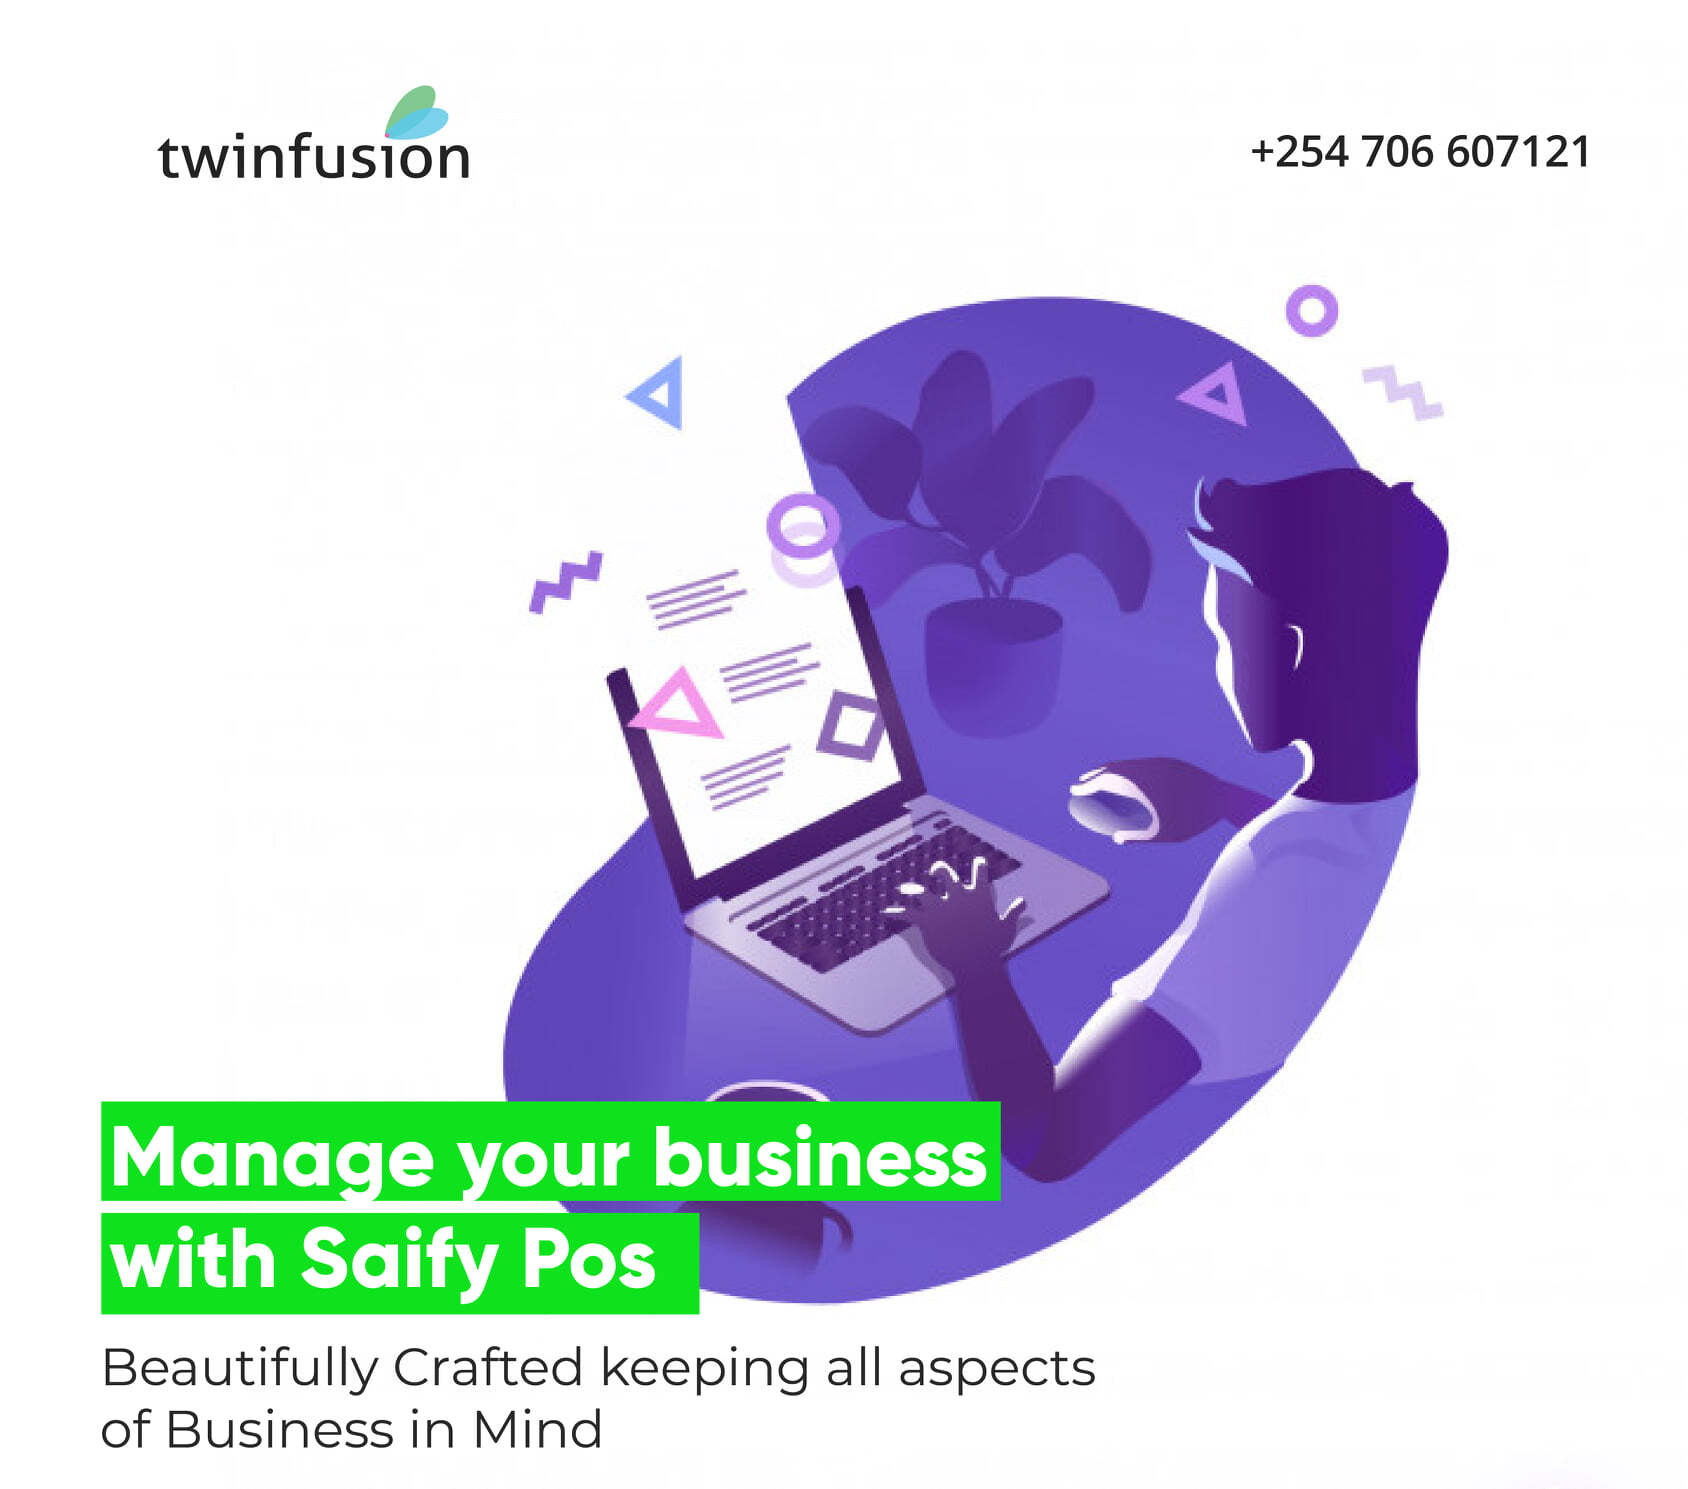 twinfusion
+254 706 607121
Manage your business
with Saify Pos
Beautifully Crafted keeping all aspects
of Business in Mind